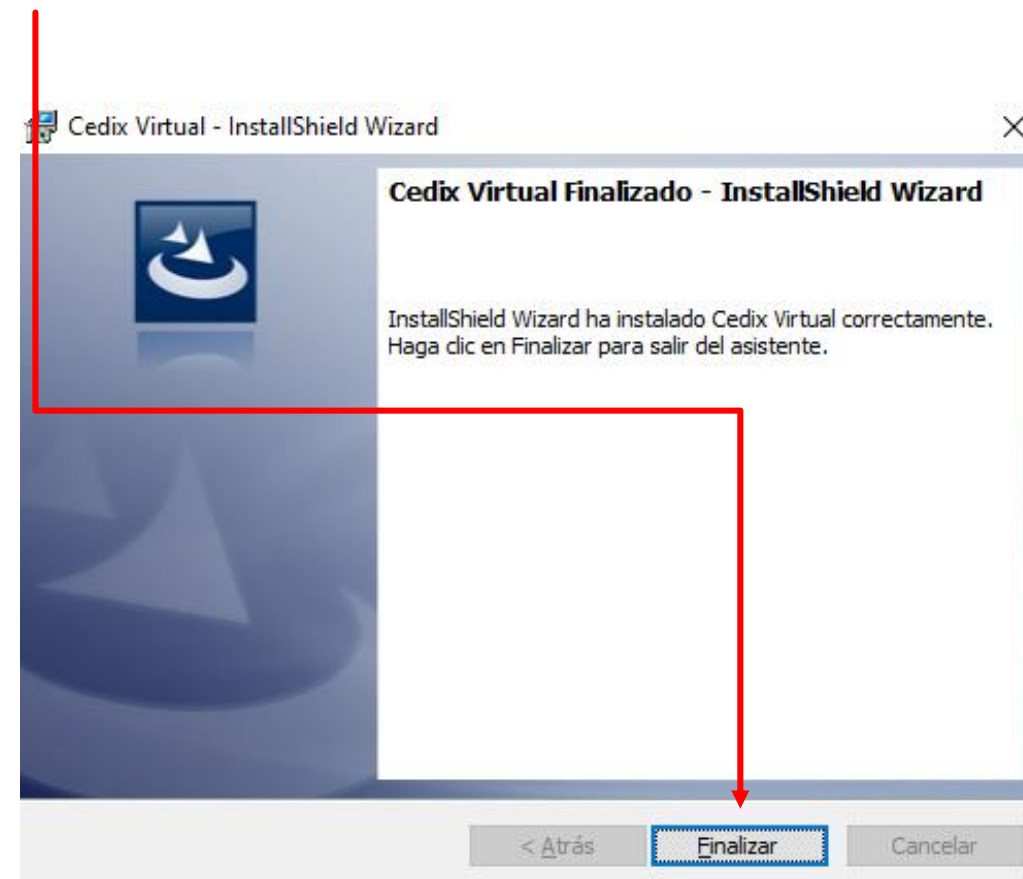 Cedix Virtual - InstallShield Wizard
Cedix Virtual Finalizado - InstallShield Wizard
InstallShield Wizard ha instalado Cedix Virtual correctamente.
Haga clic en Finalizar para salir del asistente.
< Atrás
Finalizar
Cancelar